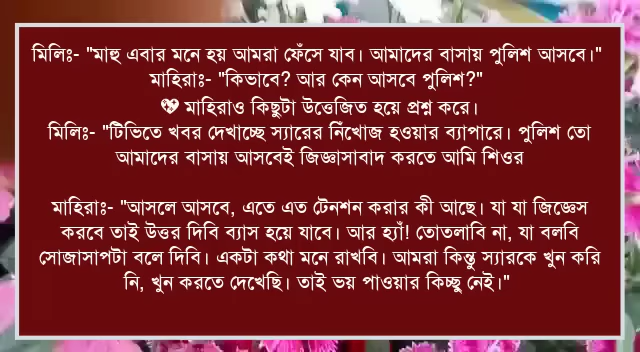 মিলিঃ- "মাহু এবার মনে হয় আমরা ফেঁসে যাব। আমাদের বাসায় পুলিশ আসবে।"
মাহিরাঃ- "কিভাবে? আর কেন আসবে পুলিশ?"
💖 মাহিরাও কিছুটা উত্তেজিত হয়ে প্রশ্ন করে।
মিলিঃ- "টিভিতে খবর দেখাচ্ছে স্যারের নিঁখোজ হওয়ার ব্যাপারে। পুলিশ তো
আমাদের বাসায় আসবেই জিজ্ঞাসাবাদ করতে আমি শিওর
মাহিরাঃ- "আসলে আসবে, এতে এত টেনশন করার কী আছে। যা যা জিজ্ঞেস
করবে তাই উত্তর দিবি ব্যাস হয়ে যাবে। আর হ্যাঁ! তোতলাবি না, যা বলবি
সোজাসাপটা বলে দিবি। একটা কথা মনে রাখবি। আমরা কিন্তু স্যারকে খুন করি
নি, খুন করতে দেখেছি। তাই ভয় পাওয়ার কিচ্ছু নেই।"